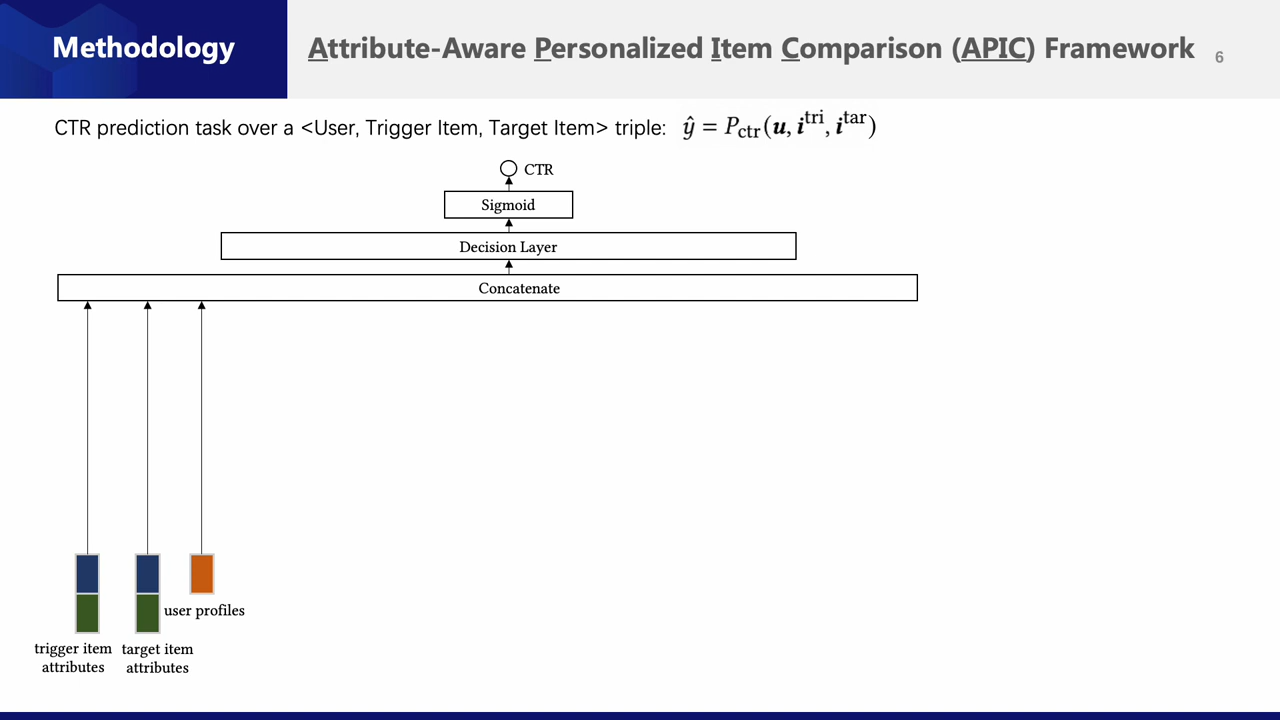 Methodology
Attribute-Aware Personalized Item Comparison (APIC) Framework
6
CTR prediction task over a <User, Trigger Item, Target Item> triple: ŷ = P_ctr(u, i^tri, i^tar)
CTR
Sigmoid
Decision Layer
Concatenate
user profiles
trigger item
attributes
target item
attributes